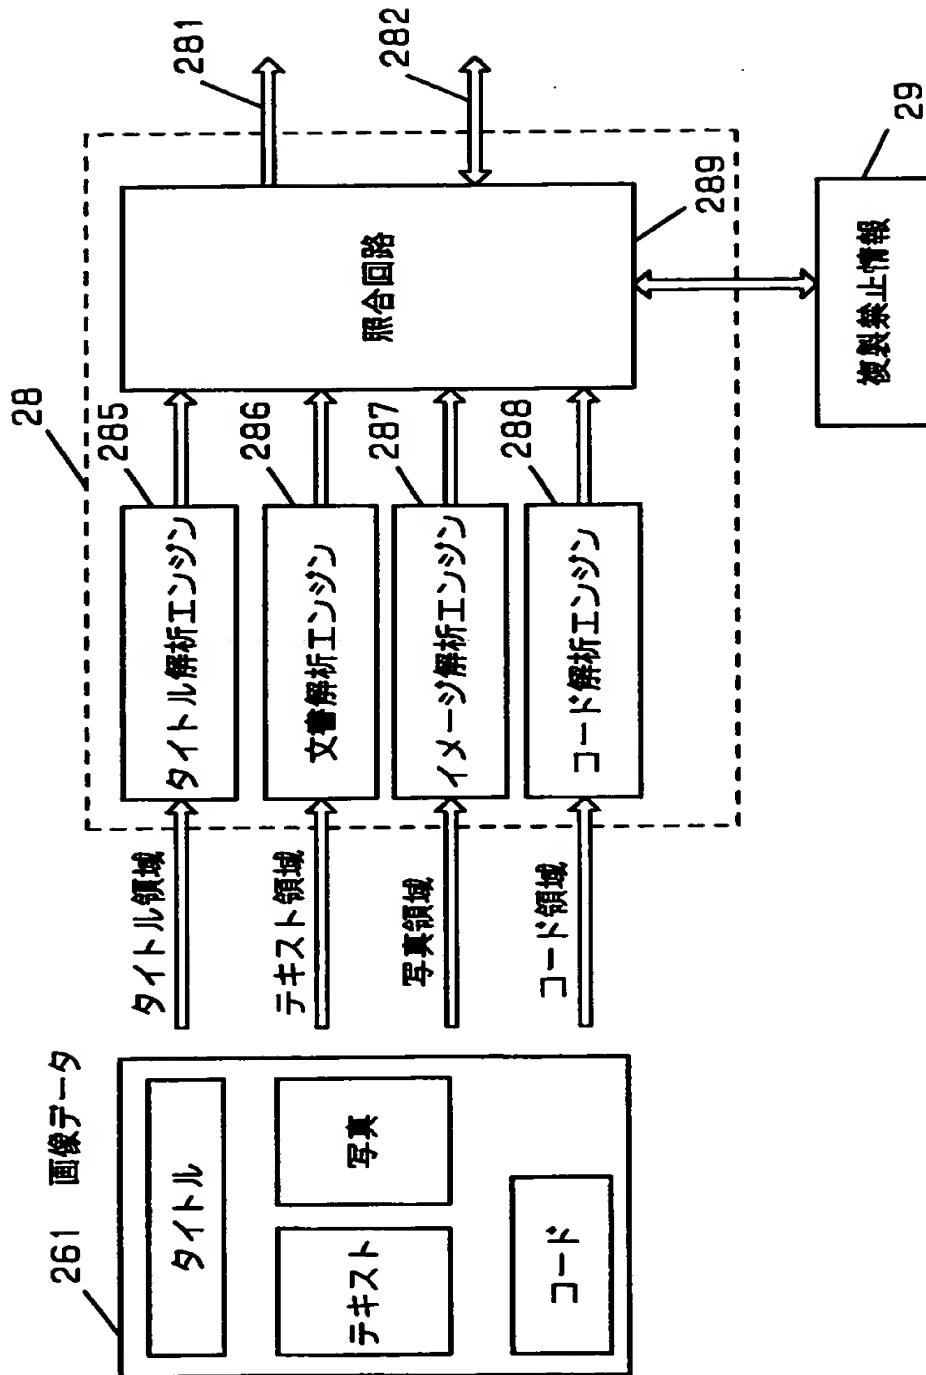 261 画像データ
タイトル
テキスト
写真
コード
タイトル領域
テキスト領域
写真領域
コード領域
28
タイトル解析エンジン
285
文書解析エンジン
286
イメージ解析エンジン
287
コード解析エンジン
288
照合回路
289
281
282
複製禁止情報
29